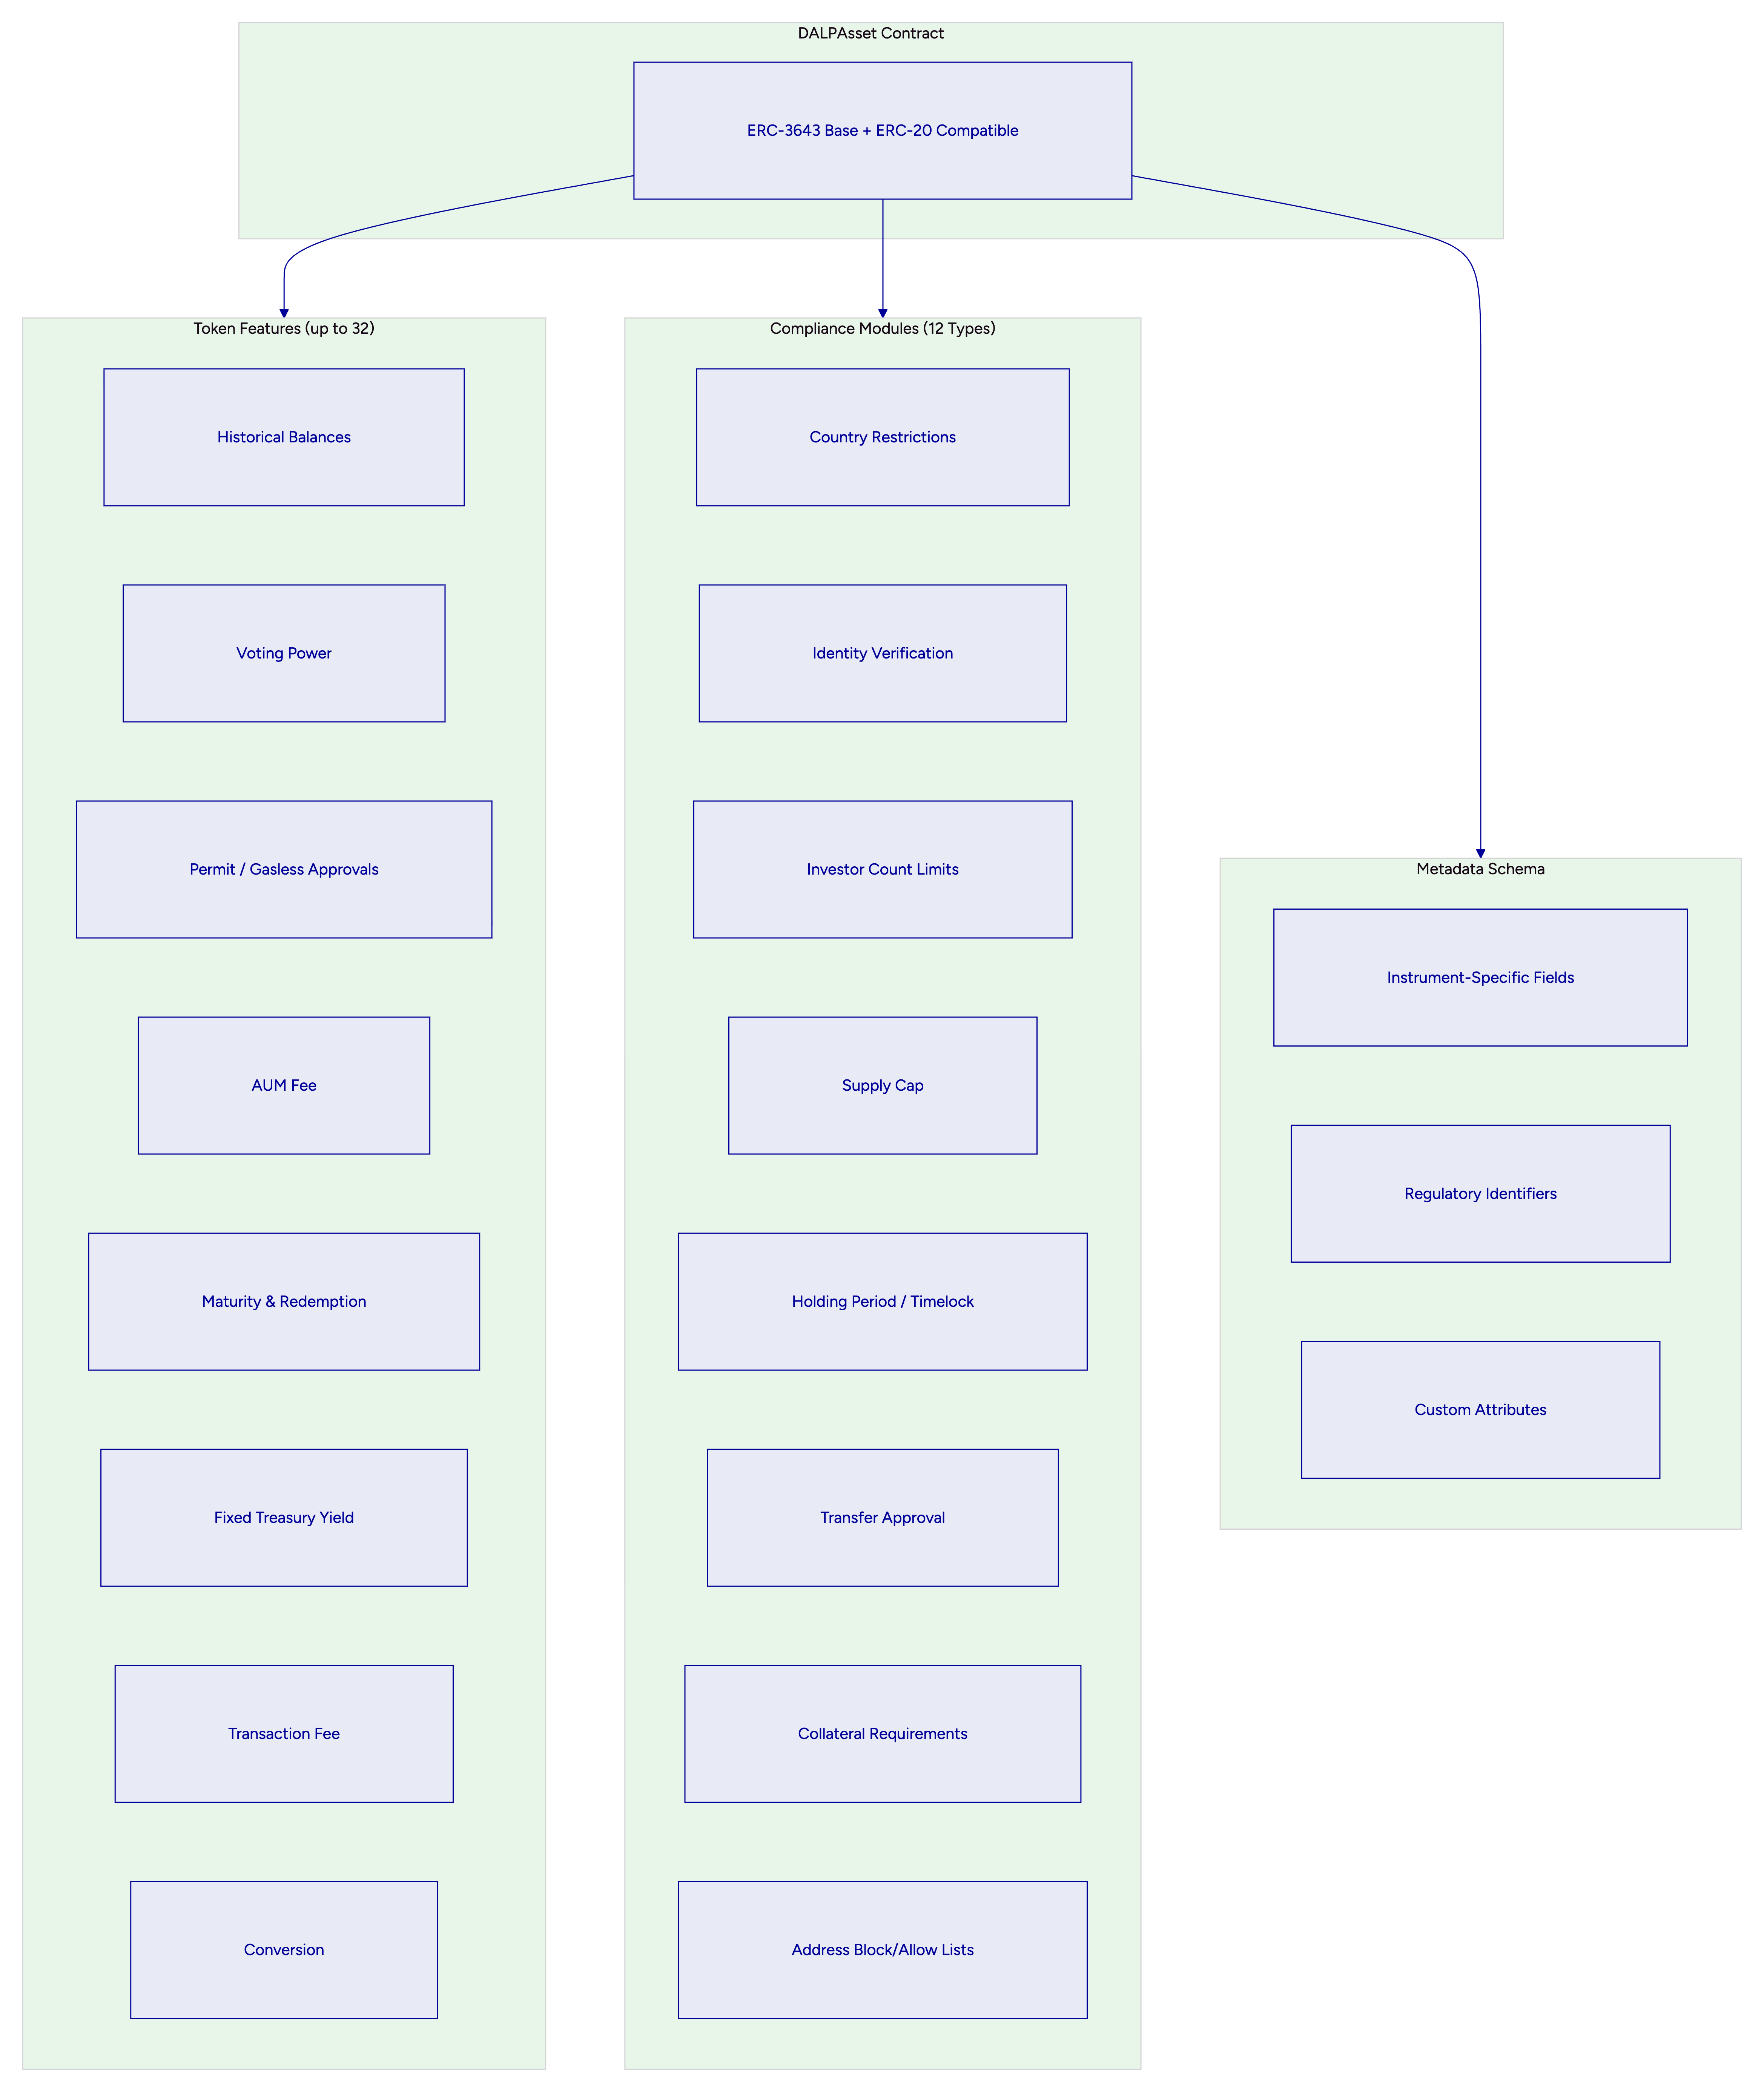 DALPAsset Contract
ERC-3643 Base + ERC-20 Compatible
Token Features (up to 32)
Historical Balances
Voting Power
Permit / Gasless Approvals
AUM Fee
Maturity & Redemption
Fixed Treasury Yield
Transaction Fee
Conversion
Compliance Modules (12 Types)
Country Restrictions
Identity Verification
Investor Count Limits
Supply Cap
Holding Period / Timelock
Transfer Approval
Collateral Requirements
Address Block/Allow Lists
Metadata Schema
Instrument-Specific Fields
Regulatory Identifiers
Custom Attributes